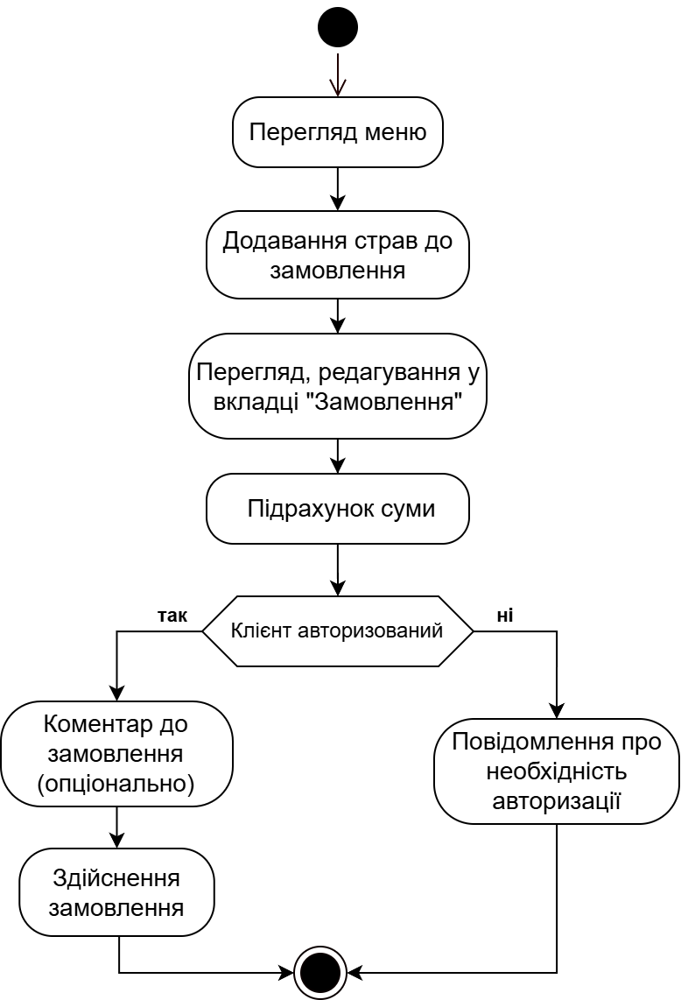 Перегляд меню
Додавання страв до
замовлення
Перегляд, редагування у
вкладці "Замовлення"
Підрахунок суми
так
ні
Клієнт авторизований
Коментар до
замовлення
(опціонально)
Повідомлення про
необхідність
авторизації
Здійснення
замовлення